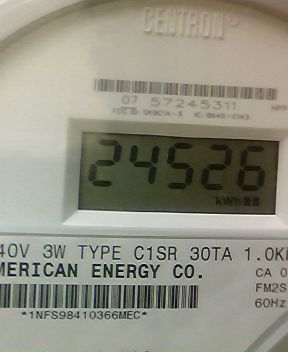 CENTRON®
07 57245311
24526
kWh
40V 3W TYPE C1SR 30TA 1.0K
MERICAN ENERGY CO.
CA 0
FM2S
60Hz
*1NFS98410366MEC*